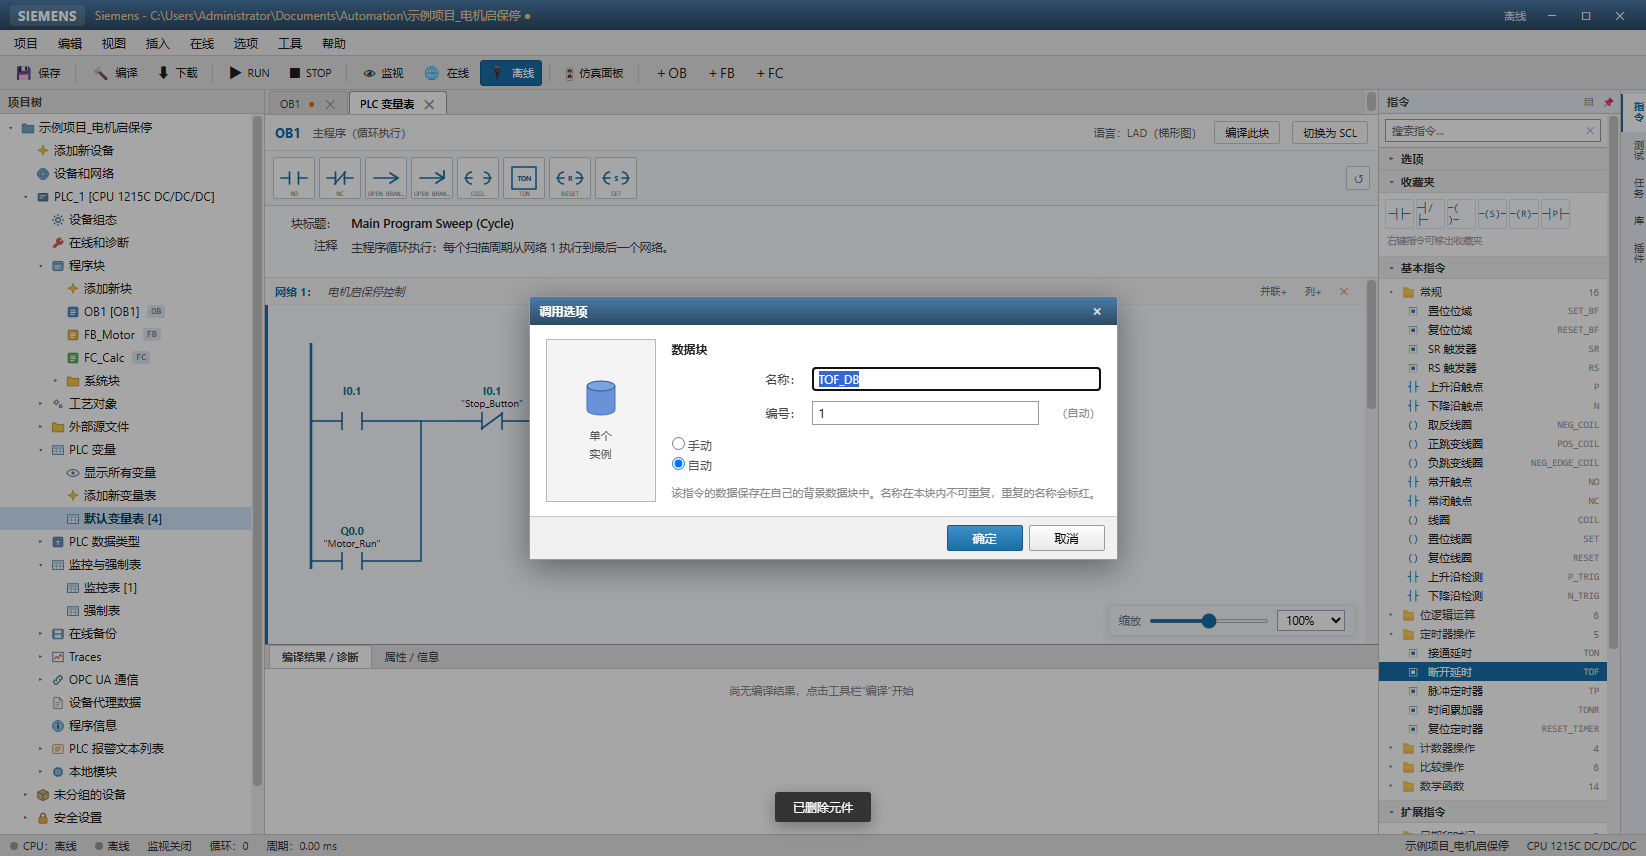 SIEMENS Siemens - C:\Users\Administrator\Documents\Automation\示例项目_电机启保停 ● 离线
项目 编辑 视图 插入 在线 选项 工具 帮助
保存 编译 下载 RUN STOP 监视 在线 离线 仿真面板 + OB + FB + FC
项目树
示例项目_电机启保停
添加新设备
设备和网络
PLC_1 [CPU 1215C DC/DC/DC]
设备组态
在线和诊断
程序块
添加新块
OB1 [OB1] OB
FB_Motor FB
FC_Calc FC
系统块
工艺对象
外部源文件
PLC 变量
显示所有变量
添加新变量表
默认变量表 [4]
PLC 数据类型
监控与强制表
监控表 [1]
强制表
在线备份
Traces
OPC UA 通信
设备代理数据
程序信息
PLC 报警文本列表
本地模块
未分组的设备
安全设置
OB1 ● PLC 变量表
OB1 主程序（循环执行） 语言：LAD（梯形图） 编译此块 切换为 SCL
NO NC OPEN BRAN… OPEN BRAN… COIL TON TON R RESET S SET
块标题： Main Program Sweep (Cycle)
注释 主程序循环执行：每个扫描周期从网络 1 执行到最后一个网络。
网络 1： 电机启保停控制 并联+ 列+
I0.1 I0.1
"Stop_Button"
Q0.0
"Motor_Run"
调用选项
单个
实例
数据块
名称： TOF_DB
编号： 1 （自动）
手动
自动
该指令的数据保存在自己的背景数据块中。名称在本块内不可重复，重复的名称会标红。
确定 取消
缩放 100%
编译结果 / 诊断 属性 / 信息
尚无编译结果，点击工具栏“编译”开始
已删除元件
指令
搜索指令...
选项
收藏夹
⊣⊢ ⊣/⊢ -( )- -(S)- -(R)- ⊣P⊢
右键指令可移出收藏夹
基本指令
常规 16
置位位域 SET_BF
复位位域 RESET_BF
SR 触发器 SR
RS 触发器 RS
上升沿触点 P
下降沿触点 N
取反线圈 NEG_COIL
正跳变线圈 POS_COIL
负跳变线圈 NEG_EDGE_COIL
常开触点 NO
常闭触点 NC
线圈 COIL
置位线圈 SET
复位线圈 RESET
上升沿检测 P_TRIG
下降沿检测 N_TRIG
位逻辑运算 6
定时器操作 5
接通延时 TON
断开延时 TOF
脉冲定时器 TP
时间累加器 TONR
复位定时器 RESET_TIMER
计数器操作 4
比较操作 6
数学函数 14
扩展指令
指令
测试
任务
库
插件
CPU： 离线 离线 监视关闭 循环：0 周期：0.00 ms 示例项目_电机启保停 CPU 1215C DC/DC/DC